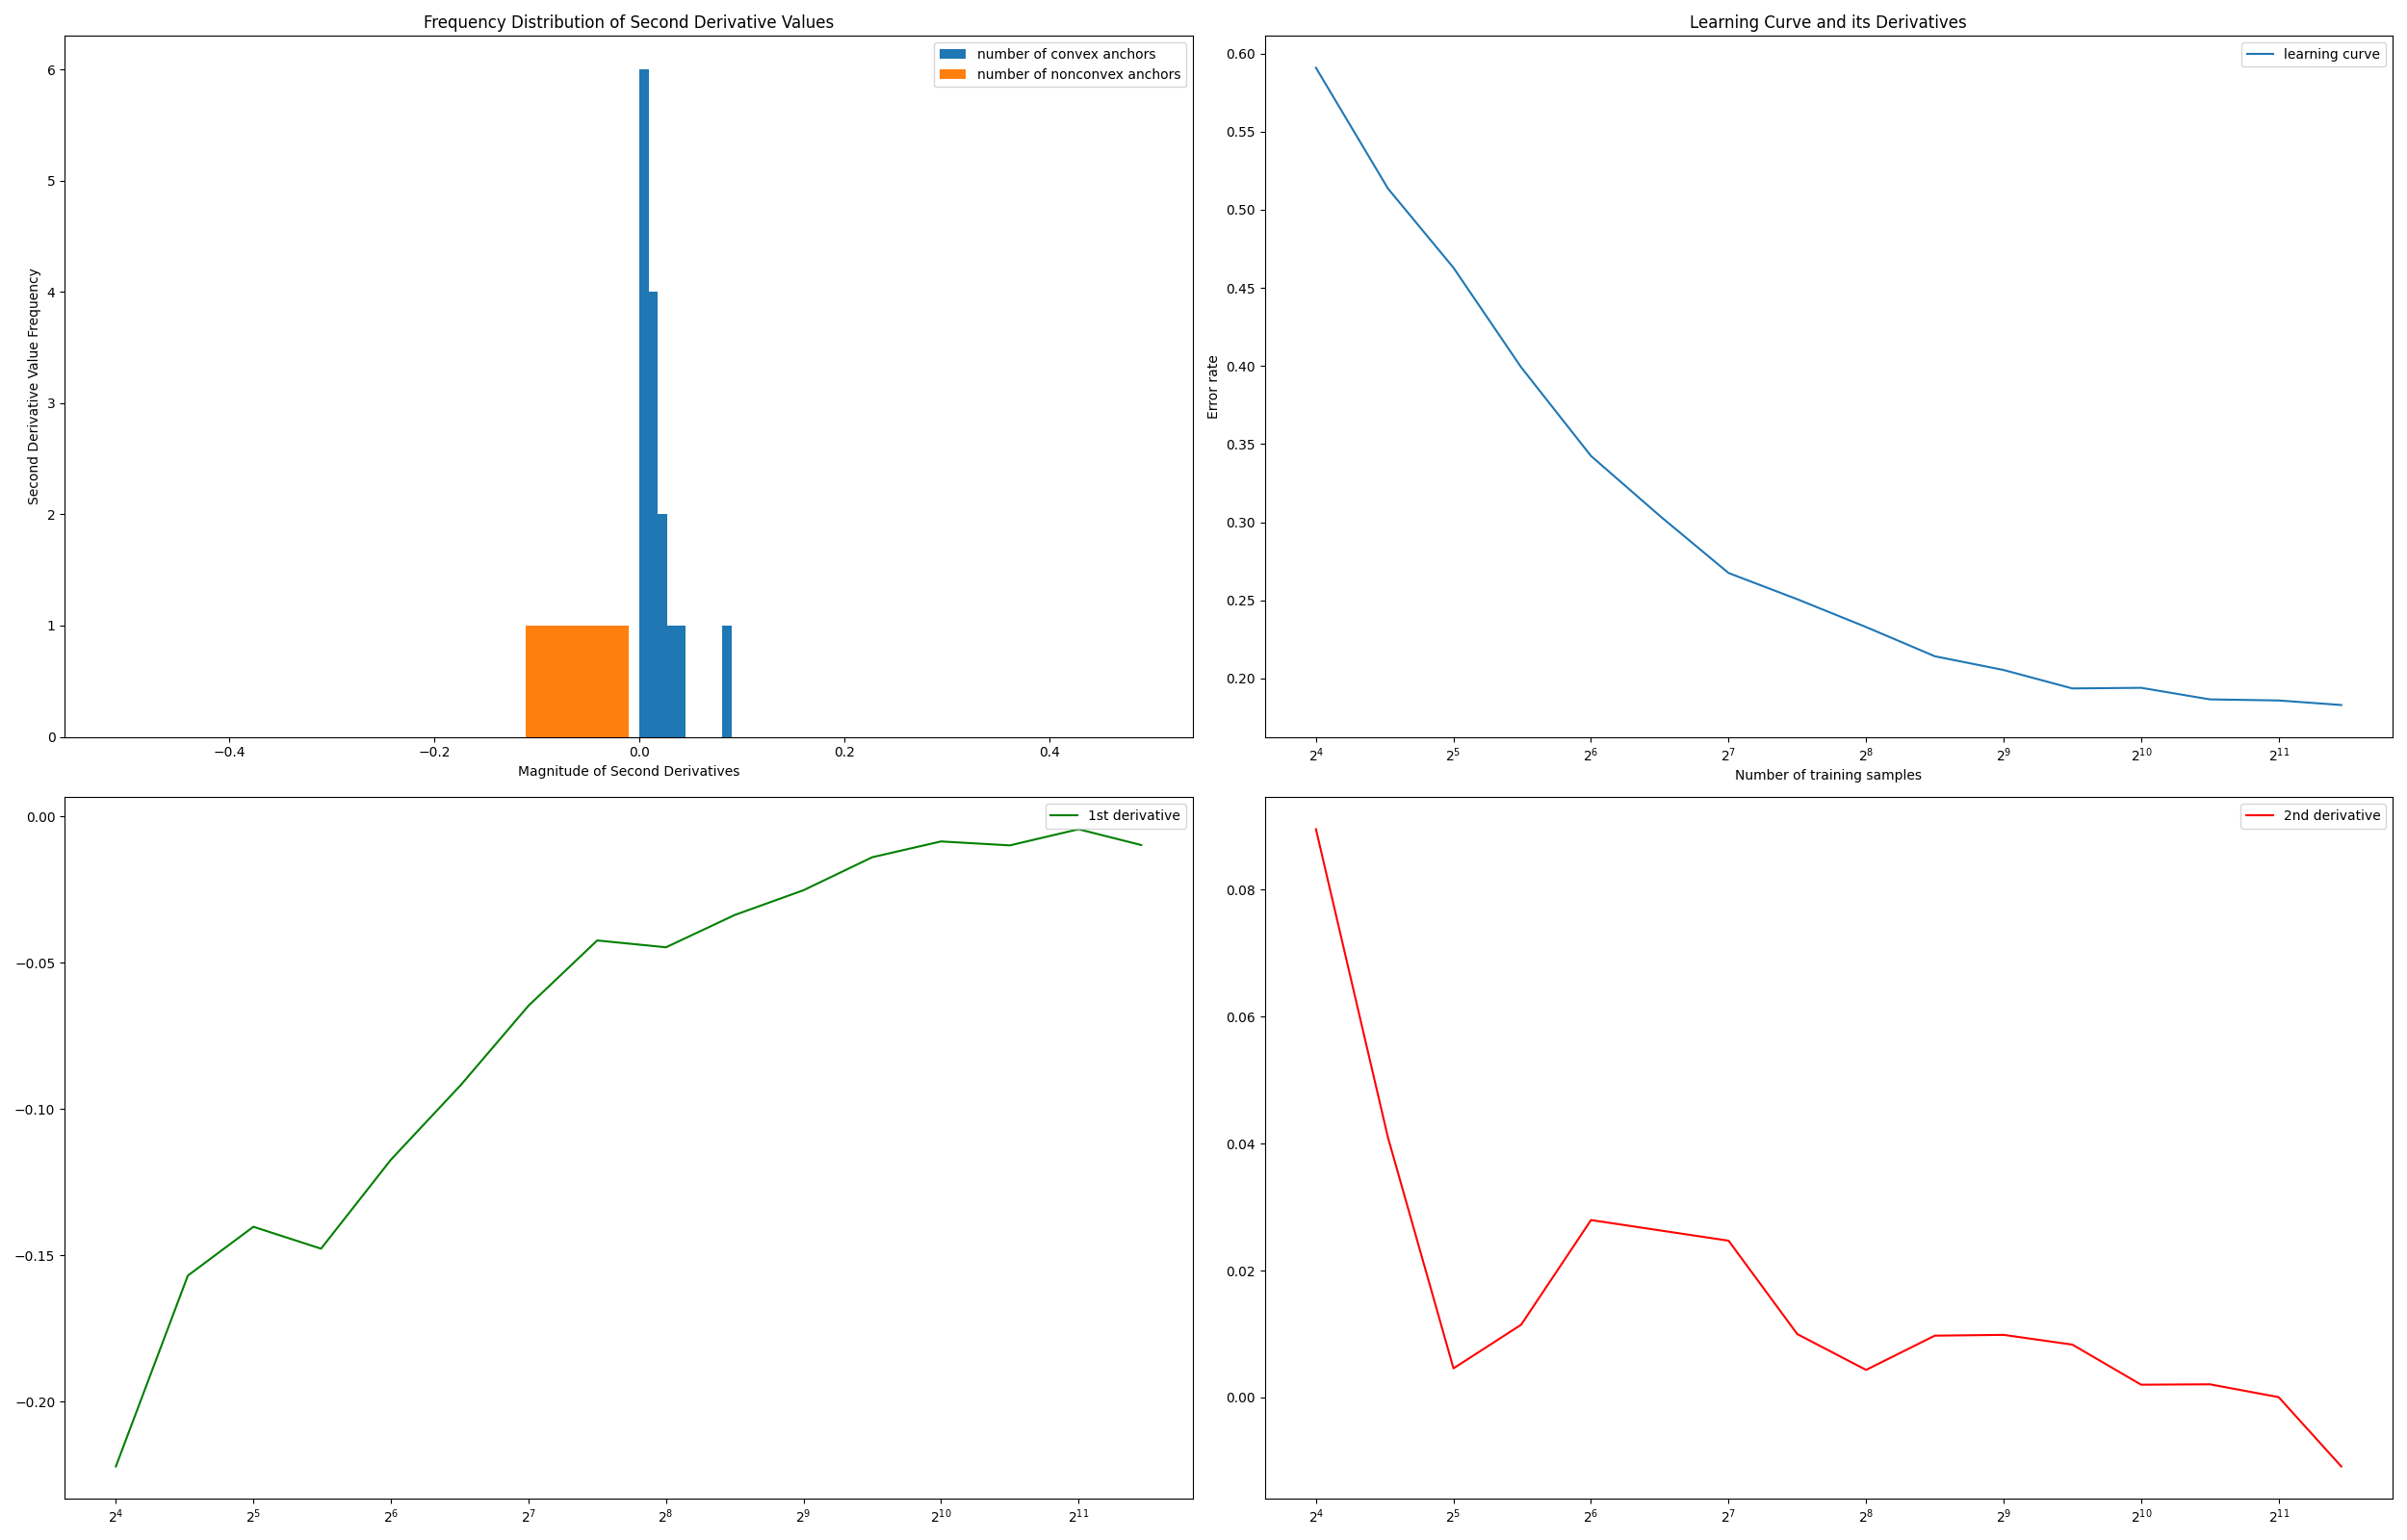 Frequency Distribution of Second Derivative Values
number of convex anchors
number of nonconvex anchors
6
5
4
3
2
1
0
Second Derivative Value Frequency
−0.4 −0.2 0.0 0.2 0.4
Magnitude of Second Derivatives
Learning Curve and its Derivatives
learning curve
0.60
0.55
0.50
0.45
0.40
0.35
0.30
0.25
0.20
Error rate
2⁴ 2⁵ 2⁶ 2⁷ 2⁸ 2⁹ 2¹⁰ 2¹¹
Number of training samples
1st derivative
0.00
−0.05
−0.10
−0.15
−0.20
2⁴ 2⁵ 2⁶ 2⁷ 2⁸ 2⁹ 2¹⁰ 2¹¹
2nd derivative
0.08
0.06
0.04
0.02
0.00
2⁴ 2⁵ 2⁶ 2⁷ 2⁸ 2⁹ 2¹⁰ 2¹¹